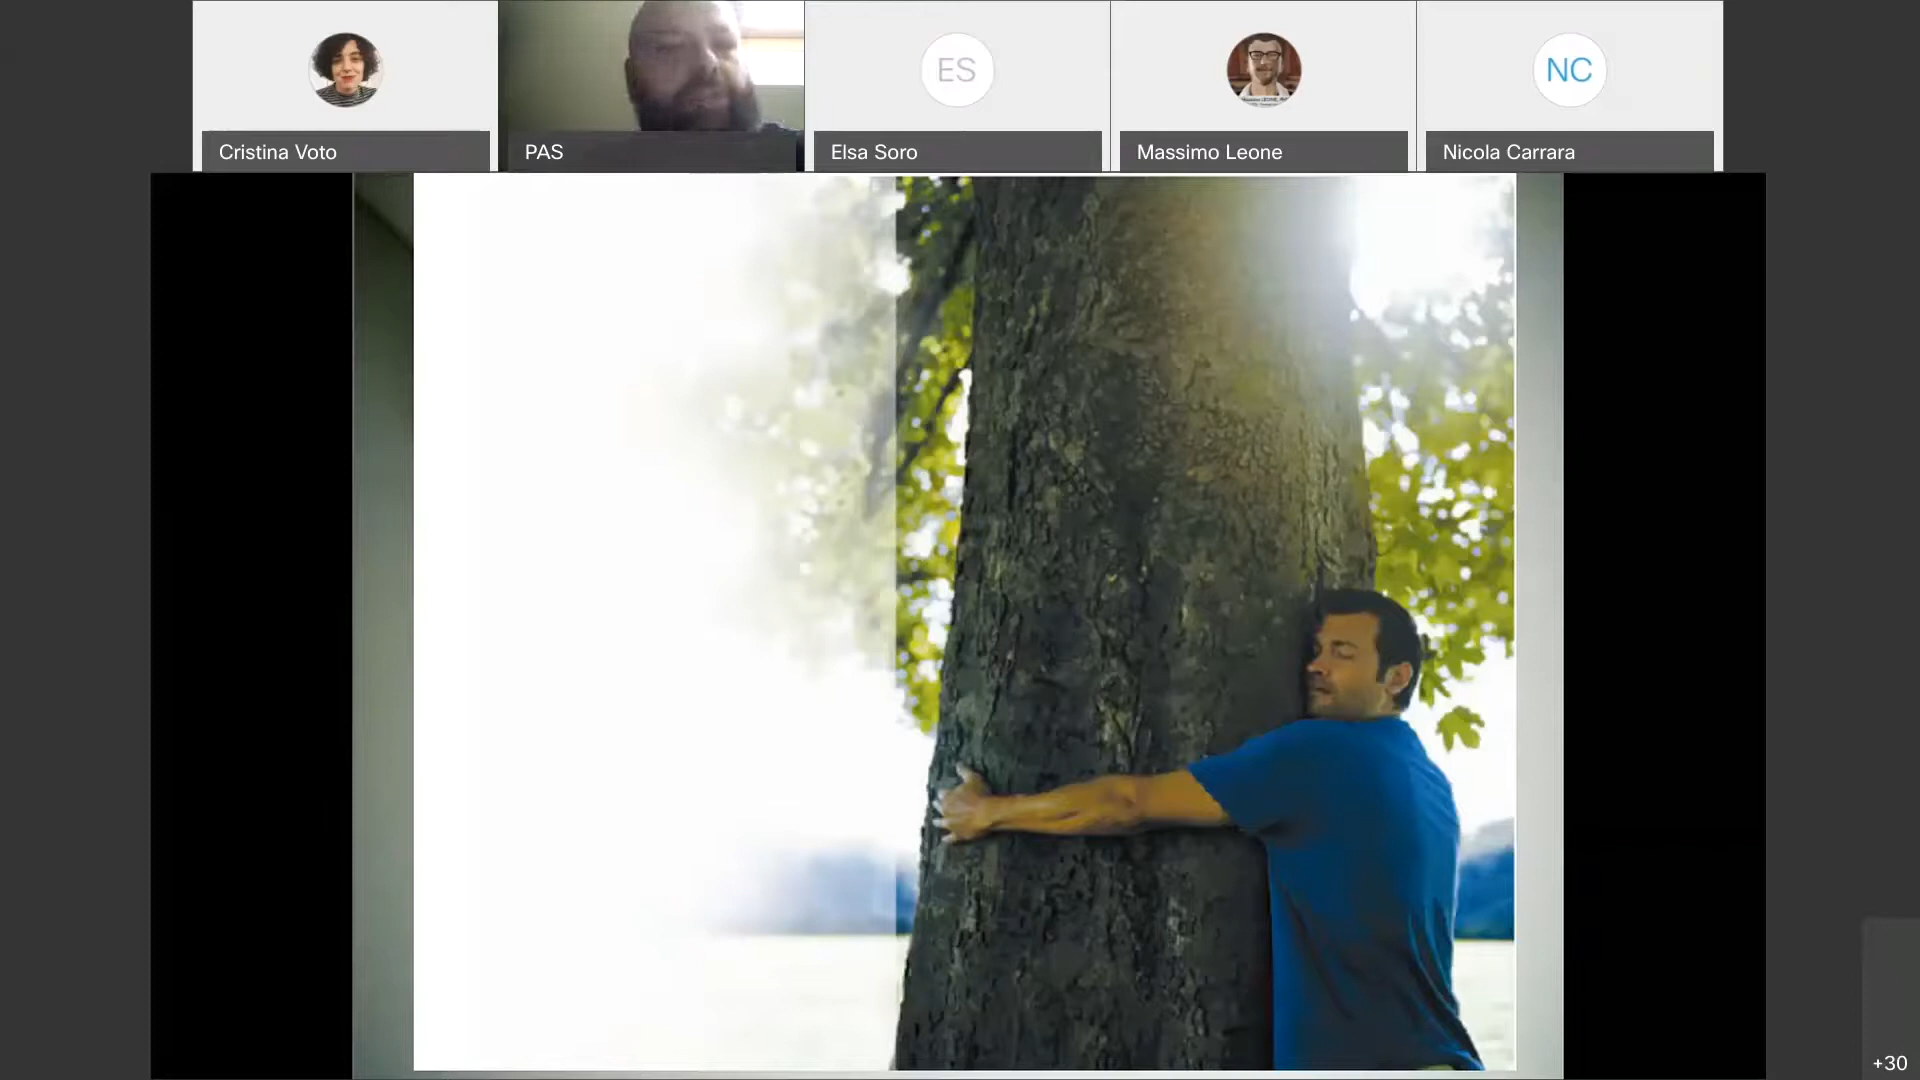 ES
NC
Cristina Voto
PAS
Elsa Soro
Massimo Leone
Nicola Carrara
+30